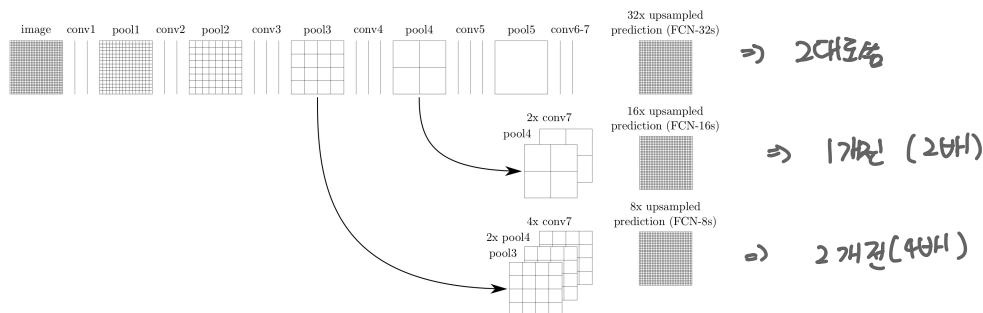 image conv1 pool1 conv2 pool2 conv3 pool3 conv4 pool4 conv5 pool5 conv6-7
32x upsampled
prediction (FCN-32s)
⇒ 그대로씀
2x conv7
pool4
16x upsampled
prediction (FCN-16s)
⇒ 1개전 (2배)
4x conv7
2x pool4
pool3
8x upsampled
prediction (FCN-8s)
⇒ 2개전(4배)